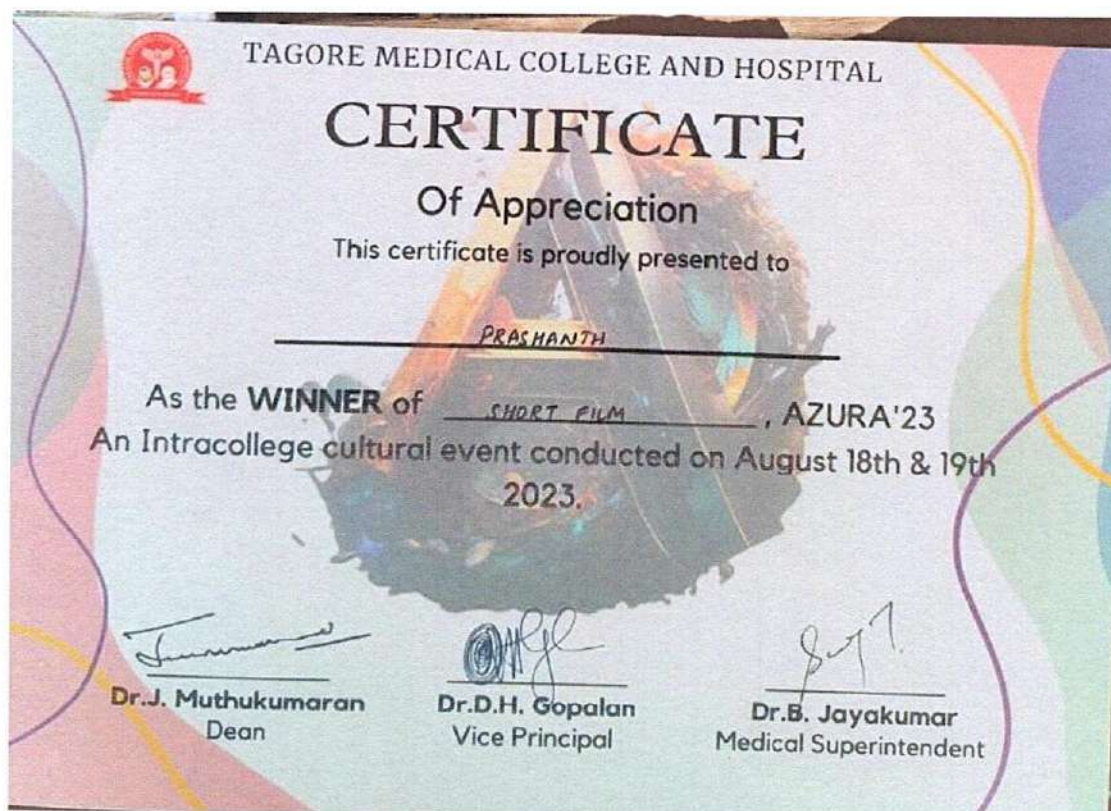 TAGORE MEDICAL COLLEGE AND HOSPITAL
CERTIFICATE
Of Appreciation
This certificate is proudly presented to
PRASHANTH
As the WINNER of SHORT FILM, AZURA'23
An Intracollege cultural event conducted on August 18th & 19th
2023.
Dr.J. Muthukumaran
Dean
Dr.D.H. Gopalan
Vice Principal
Dr.B. Jayakumar
Medical Superintendent